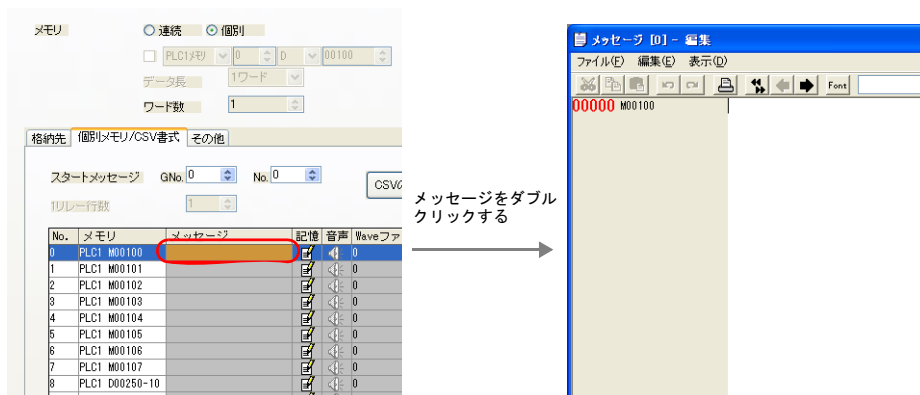 メモリ 連続 個別
PLC1メモリ 0 D 00100
データ長 1ワード
ワード数 1
格納先 個別メモリ/CSV書式 その他
スタートメッセージ GNo. 0 No. 0
CSVの
1リレー行数 1
No. メモリ メッセージ 記憶 音声 Waveファ
0 PLC1 M00100 0
1 PLC1 M00101 0
2 PLC1 M00102 0
3 PLC1 M00103 0
4 PLC1 M00104 0
5 PLC1 M00105 0
6 PLC1 M00106 0
7 PLC1 M00107 0
8 PLC1 D00250-10 0
メッセージをダブル
クリックする
メッセージ [0] - 編集
ファイル(F) 編集(E) 表示(D)
Font
00000 M00100